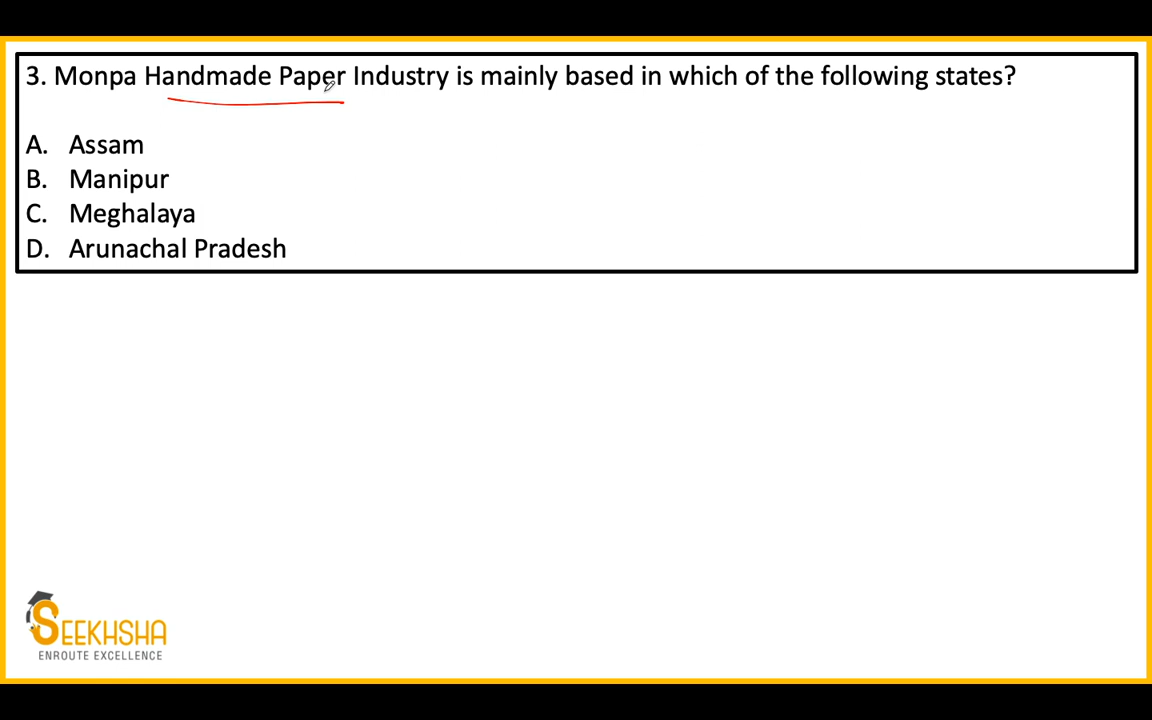 3. Monpa Handmade Paper Industry is mainly based in which of the following states?
A. Assam
B. Manipur
C. Meghalaya
D. Arunachal Pradesh
SEEKHSHA
ENROUTE EXCELLENCE